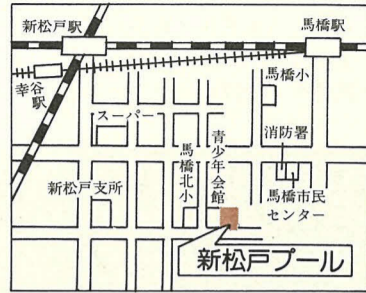 新松戸駅
馬橋駅
幸谷駅
馬橋小
スーパー
青少年会館
消防署
馬橋北小
新松戸支所
馬橋市民センター
新松戸プール